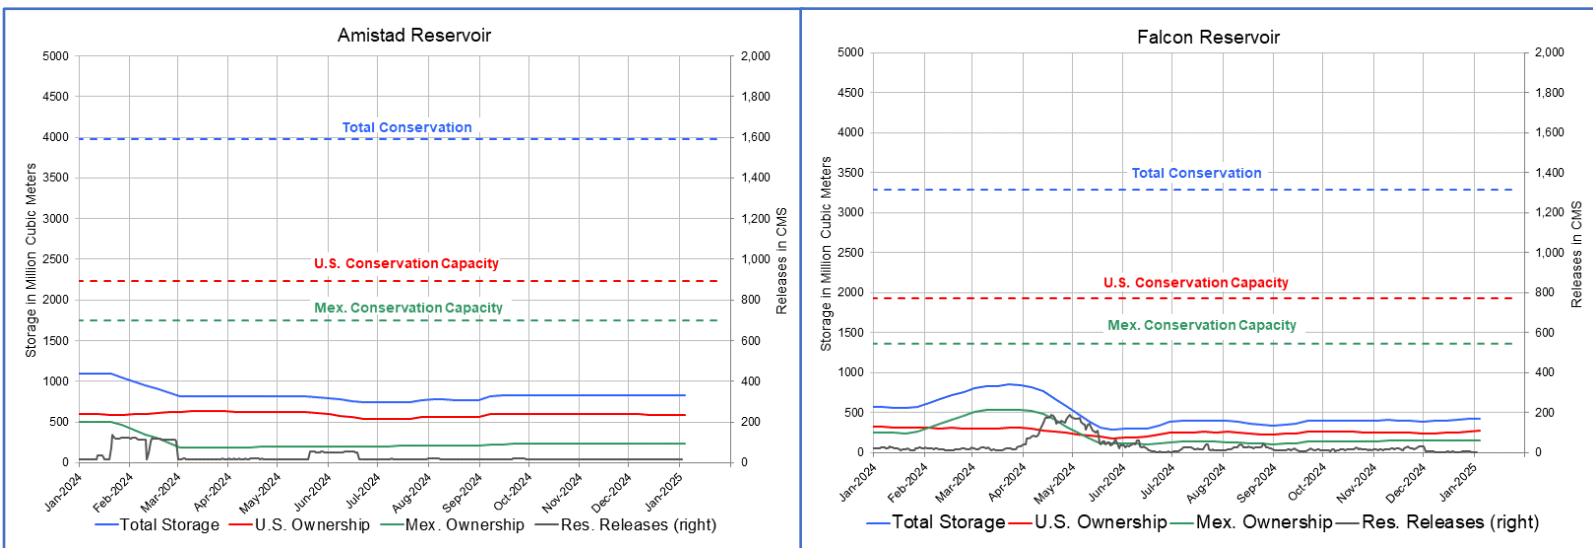 Amistad Reservoir
5000
4500
4000
3500
3000
2500
2000
1500
1000
500
0
Storage in Million Cubic Meters
2,000
1,800
1,600
1,400
1,200
1,000
800
600
400
200
0
Releases in CMS
Total Conservation
U.S. Conservation Capacity
Mex. Conservation Capacity
Jan-2024
Feb-2024
Mar-2024
Apr-2024
May-2024
Jun-2024
Jul-2024
Aug-2024
Sep-2024
Oct-2024
Nov-2024
Dec-2024
Jan-2025
Total Storage U.S. Ownership Mex. Ownership Res. Releases (right)
Falcon Reservoir
5000
4500
4000
3500
3000
2500
2000
1500
1000
500
0
Storage in Million Cubic Meters
2,000
1,800
1,600
1,400
1,200
1,000
800
600
400
200
0
Releases in CMS
Total Conservation
U.S. Conservation Capacity
Mex. Conservation Capacity
Jan-2024
Feb-2024
Mar-2024
Apr-2024
May-2024
Jun-2024
Jul-2024
Aug-2024
Sep-2024
Oct-2024
Nov-2024
Dec-2024
Jan-2025
Total Storage U.S. Ownership Mex. Ownership Res. Releases (right)